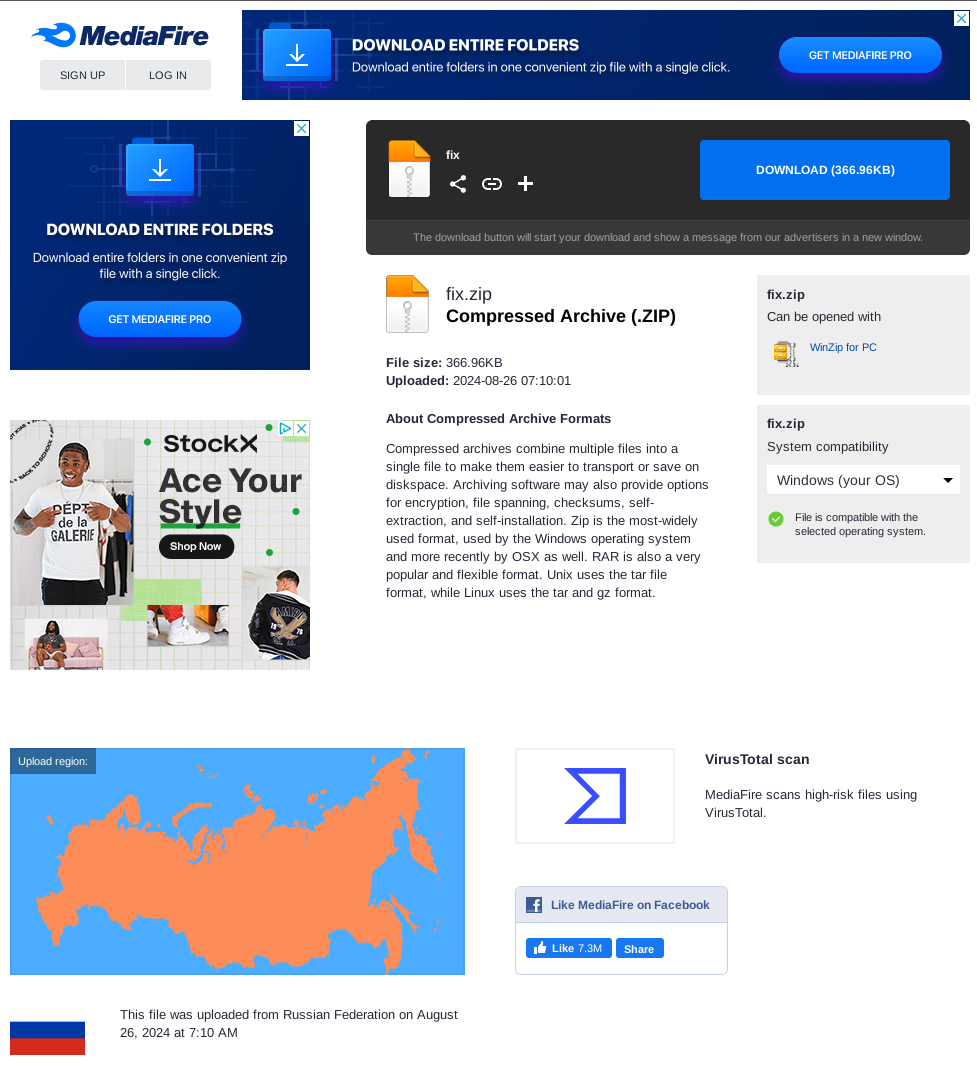 MediaFire
SIGN UP
LOG IN
DOWNLOAD ENTIRE FOLDERS
Download entire folders in one convenient zip file with a single click.
GET MEDIAFIRE PRO
DOWNLOAD ENTIRE FOLDERS
Download entire folders in one convenient zip
file with a single click.
GET MEDIAFIRE PRO
fix
DOWNLOAD (366.96KB)
The download button will start your download and show a message from our advertisers in a new window.
fix.zip
Compressed Archive (.ZIP)
File size: 366.96KB
Uploaded: 2024-08-26 07:10:01
About Compressed Archive Formats
Compressed archives combine multiple files into a
single file to make them easier to transport or save on
diskspace. Archiving software may also provide options
for encryption, file spanning, checksums, self-
extraction, and self-installation. Zip is the most-widely
used format, used by the Windows operating system
and more recently by OSX as well. RAR is also a very
popular and flexible format. Unix uses the tar file
format, while Linux uses the tar and gz format.
fix.zip
Can be opened with
WinZip for PC
fix.zip
System compatibility
Windows (your OS)
File is compatible with the
selected operating system.
BACK TO SCHOOL
StockX
Ace Your
Style
Shop Now
DÉPT
de la
GALERIE
Upload region:
VirusTotal scan
MediaFire scans high-risk files using
VirusTotal.
Like MediaFire on Facebook
Like 7.3M
Share
This file was uploaded from Russian Federation on August
26, 2024 at 7:10 AM